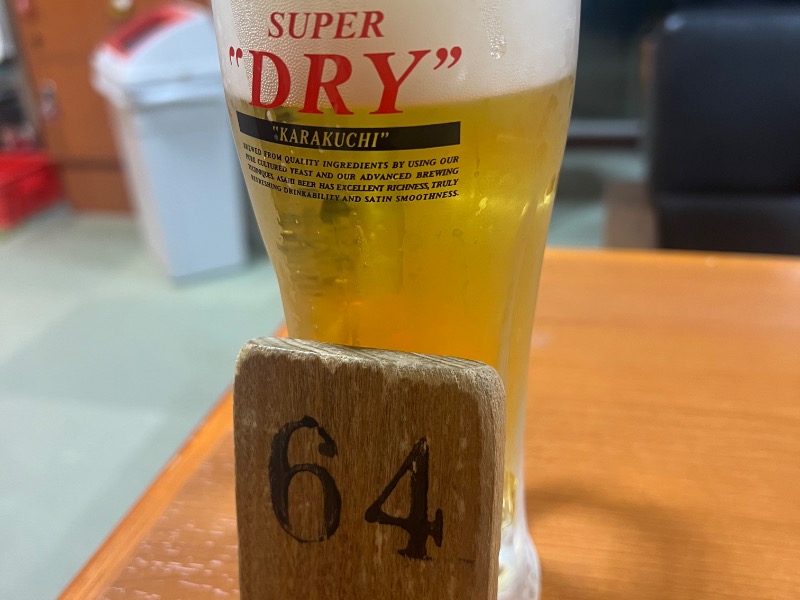 SUPER
"DRY"
"KARAKUCHI"
BREWED FROM QUALITY INGREDIENTS BY USING OUR
PURE CULTURED YEAST AND OUR ADVANCED BREWING
TECHNIQUES, ASAHI BEER HAS EXCELLENT RICHNESS, TRULY
REFRESHING DRINKABILITY AND SATIN SMOOTHNESS.
64